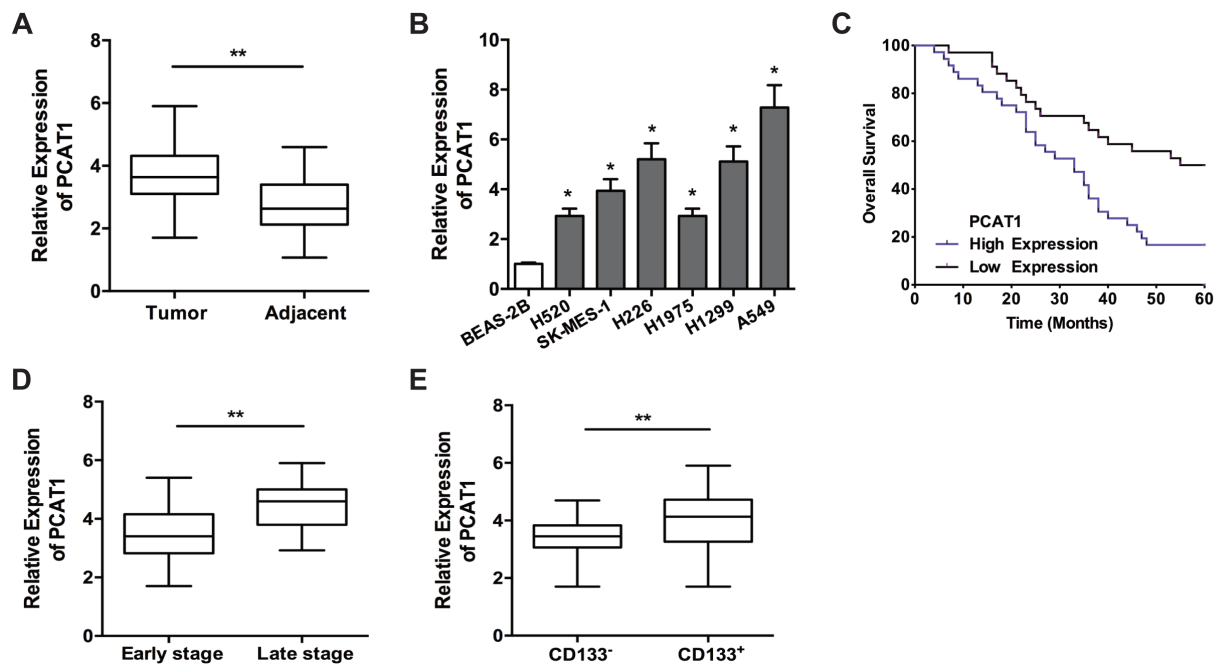 A
Relative Expression
of PCAT1
8
6
4
2
0
**
Tumor
Adjacent
B
Relative Expression
of PCAT1
10
8
6
4
2
0
*
*
*
*
*
*
BEAS-2B
H520
SK-MES-1
H226
H1975
H1299
A549
C
Overall Survival
100
80
60
40
20
0
PCAT1
High Expression
Low Expression
0 10 20 30 40 50 60
Time (Months)
D
Relative Expression
of PCAT1
8
6
4
2
0
**
Early stage
Late stage
E
Relative Expression
of PCAT1
8
6
4
2
0
**
CD133⁻
CD133⁺